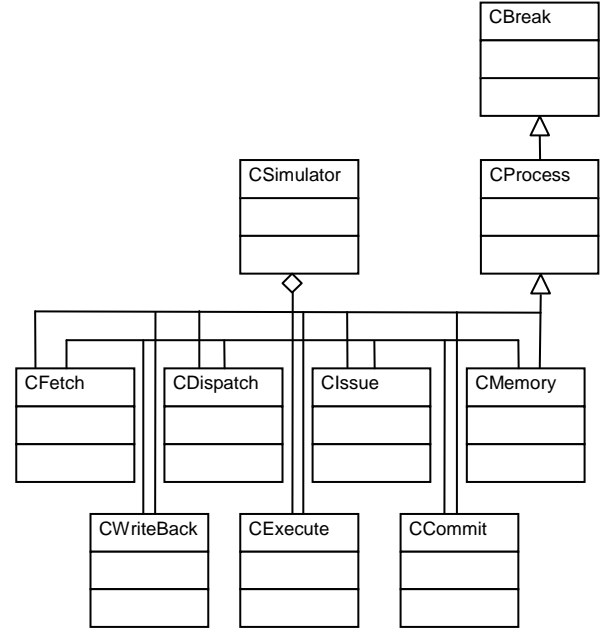 CBreak
CSimulator
CProcess
CFetch
CDispatch
CIssue
CMemory
CWriteBack
CExecute
CCommit